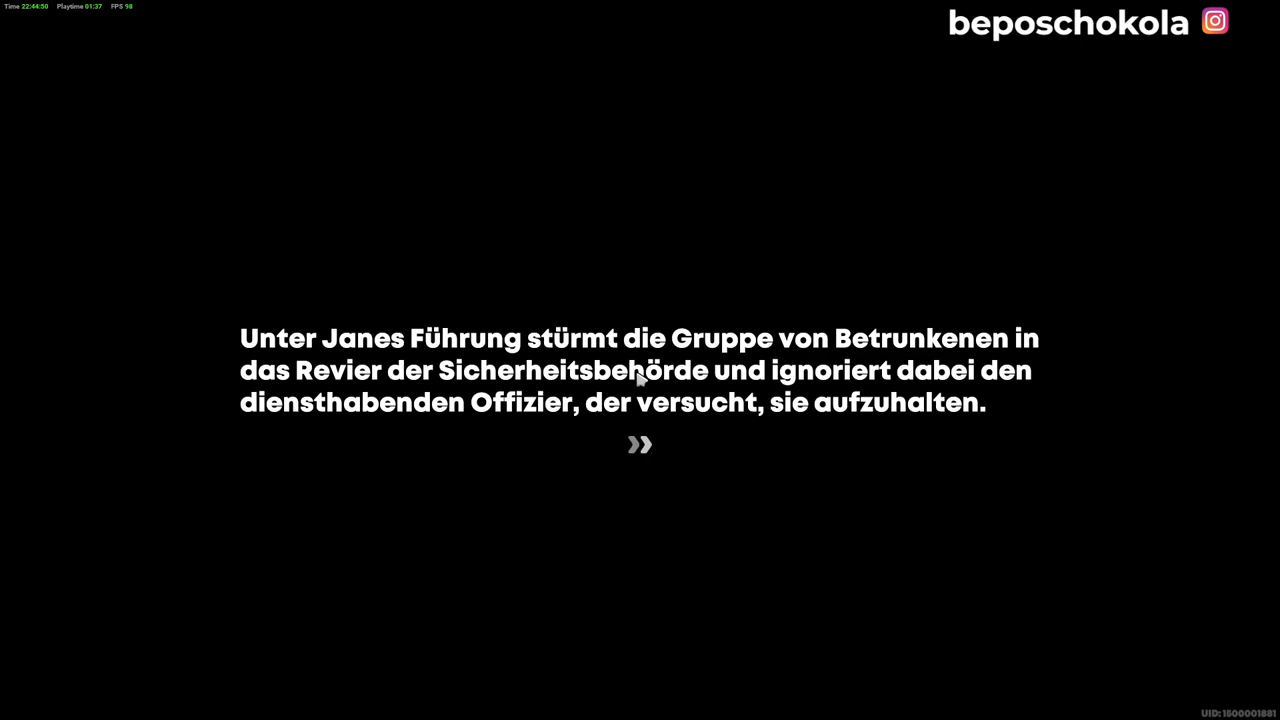 Time 22:44:50 Playtime 01:37 FPS 98
beposchokola
Unter Janes Führung stürmt die Gruppe von Betrunkenen in
das Revier der Sicherheitsbehörde und ignoriert dabei den
diensthabenden Offizier, der versucht, sie aufzuhalten.
UID: 1500001881